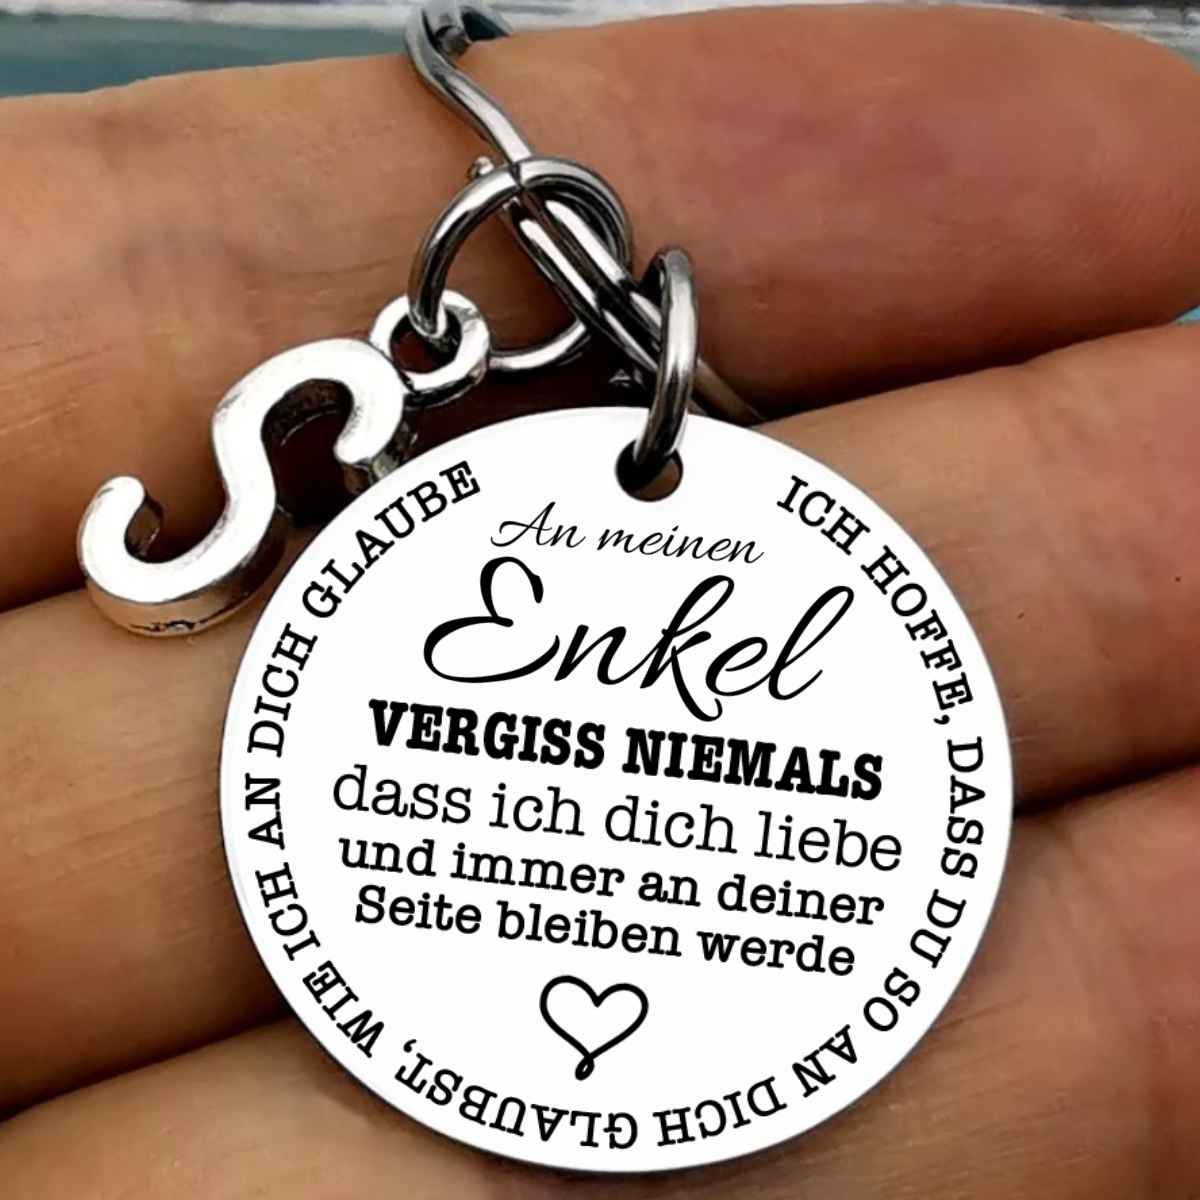 S
An meinen
Enkel
VERGISS NIEMALS
dass ich dich liebe
und immer an deiner
Seite bleiben werde
ICH HOFFE, DASS DU SO AN DICH GLAUBST, WIE ICH AN DICH GLAUBE